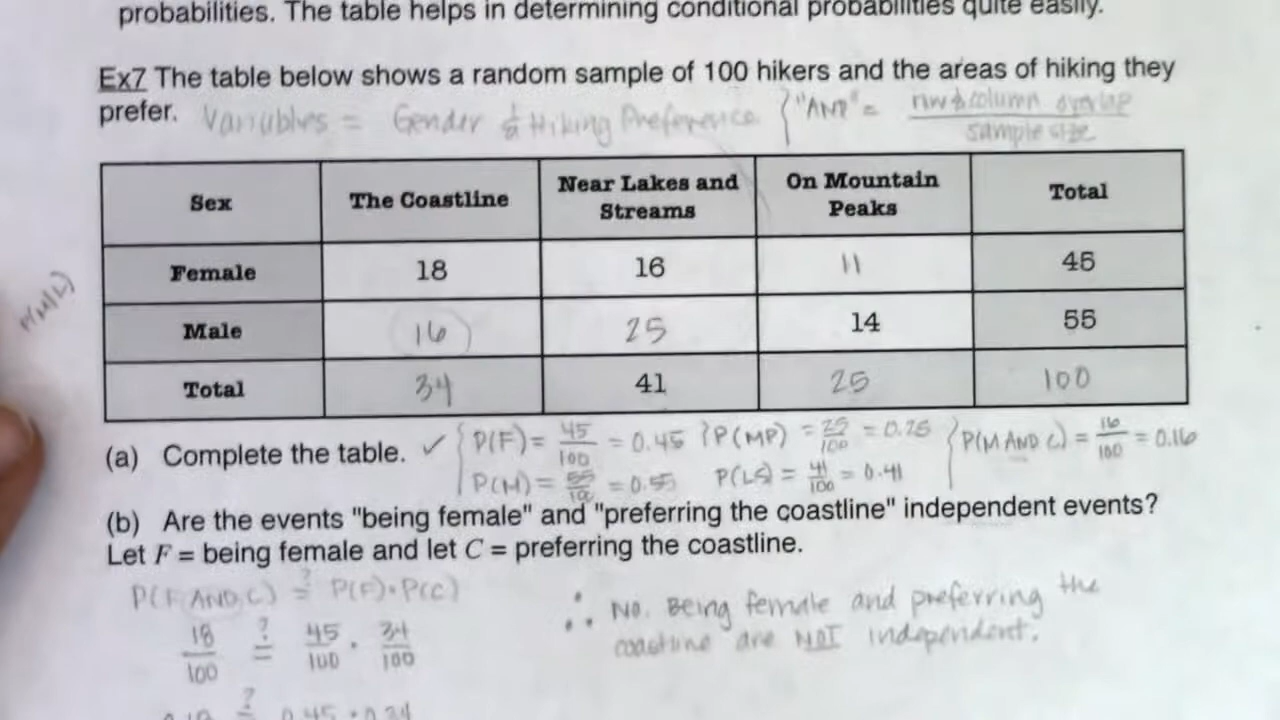 probabilities. The table helps in determining conditional probabilities quite easily.
Ex7 The table below shows a random sample of 100 hikers and the areas of hiking they
prefer. Variables = Gender & Hiking Preference { "AND" = row & column overlap / sample size
Sex The Coastline Near Lakes and Streams On Mountain Peaks Total
Female 18 16 11 45
Male 16 25 14 55
Total 34 41 25 100
P(M|L)
(a) Complete the table. ✓ { P(F) = 45/100 = 0.45 { P(MP) = 25/100 = 0.25 { P(M AND C) = 16/100 = 0.16
P(M) = 55/100 = 0.55 P(LS) = 41/100 = 0.41
(b) Are the events "being female" and "preferring the coastline" independent events?
Let F = being female and let C = preferring the coastline.
P(F AND C) ?= P(F)·P(C)
18/100 ?= 45/100 · 34/100
∴ No. Being female and preferring the
coastline are NOT independent.
0.18 ?= 0.45 · 0.34